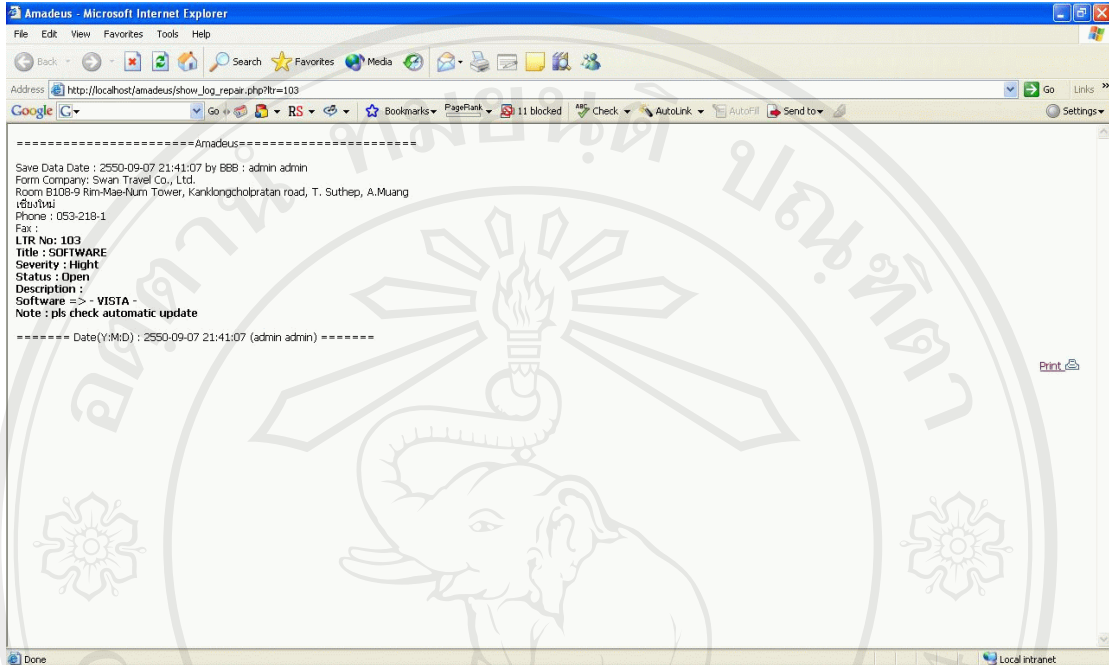 Amadeus - Microsoft Internet Explorer
File Edit View Favorites Tools Help
Back Search Favorites Media
Address http://localhost/amadeus/show_log_repair.php?ltr=103 Go Links »
Google G Go RS Bookmarks PageRank 11 blocked ABC Check AutoLink AutoFill Send to Settings
========================Amadeus========================
Save Data Date : 2550-09-07 21:41:07 by BBB : admin admin
Form Company: Swan Travel Co., Ltd.
Room B108-9 Rim-Mae-Num Tower, Kanklongcholpratan road, T. Suthep, A.Muang
เชียงใหม่
Phone : 053-218-1
Fax :
LTR No: 103
Title : SOFTWARE
Severity : Hight
Status : Open
Description :
Software => - VISTA -
Note : pls check automatic update
======= Date(Y:M:D) : 2550-09-07 21:41:07 (admin admin) =======
Print
Done Local intranet